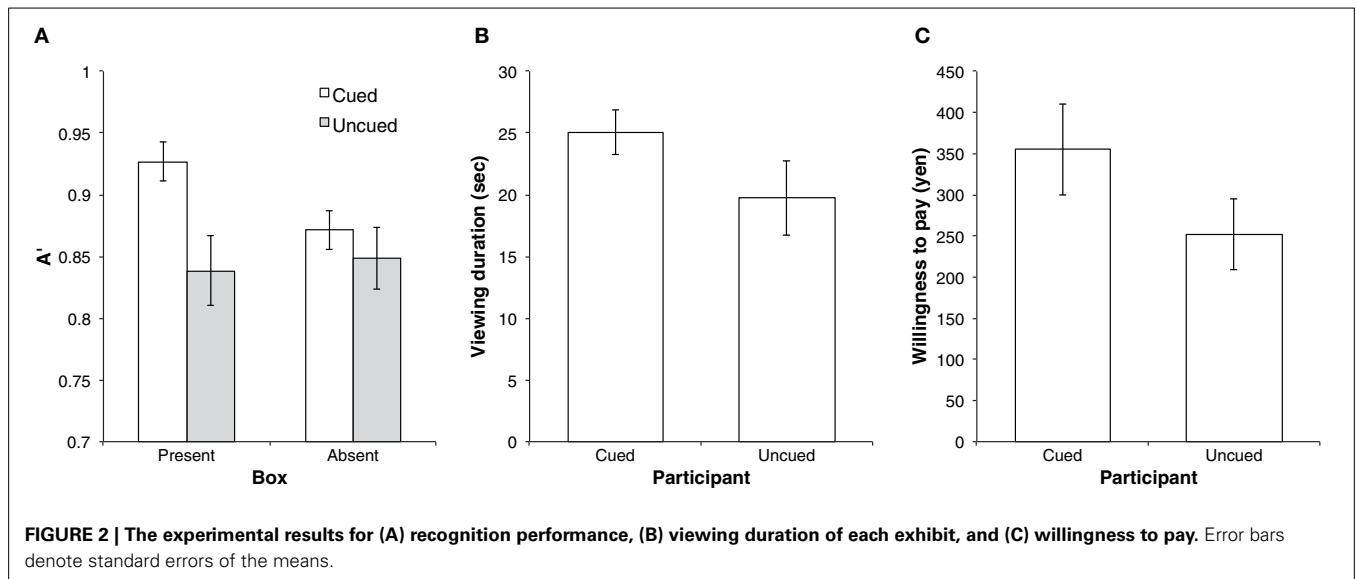 A
1
0.95
0.9
0.85
0.8
0.75
0.7
A'
Cued
Uncued
Present
Absent
Box
B
30
25
20
15
10
5
0
Viewing duration (sec)
Cued
Uncued
Participant
C
450
400
350
300
250
200
150
100
50
0
Willingness to pay (yen)
Cued
Uncued
Participant
FIGURE 2 | The experimental results for (A) recognition performance, (B) viewing duration of each exhibit, and (C) willingness to pay. Error bars
denote standard errors of the means.